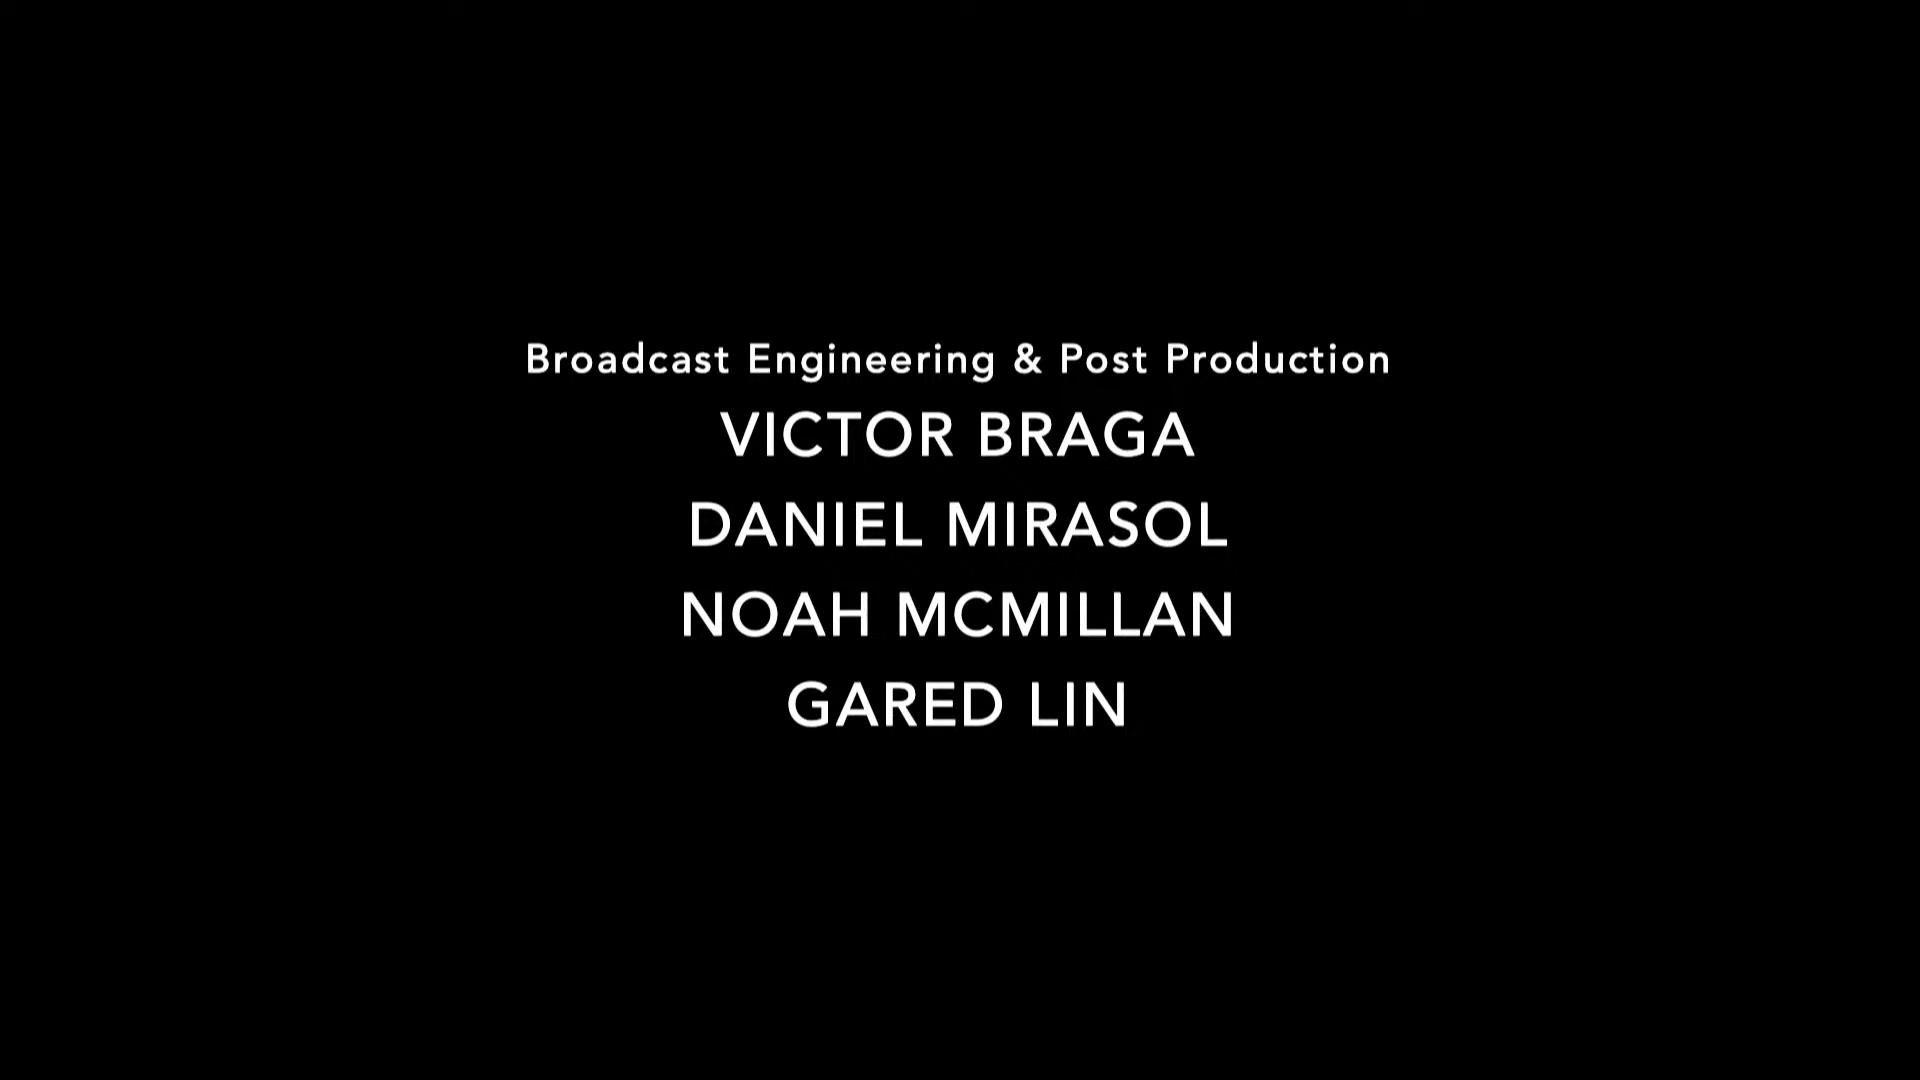 Broadcast Engineering & Post Production
VICTOR BRAGA
DANIEL MIRASOL
NOAH MCMILLAN
GARED LIN